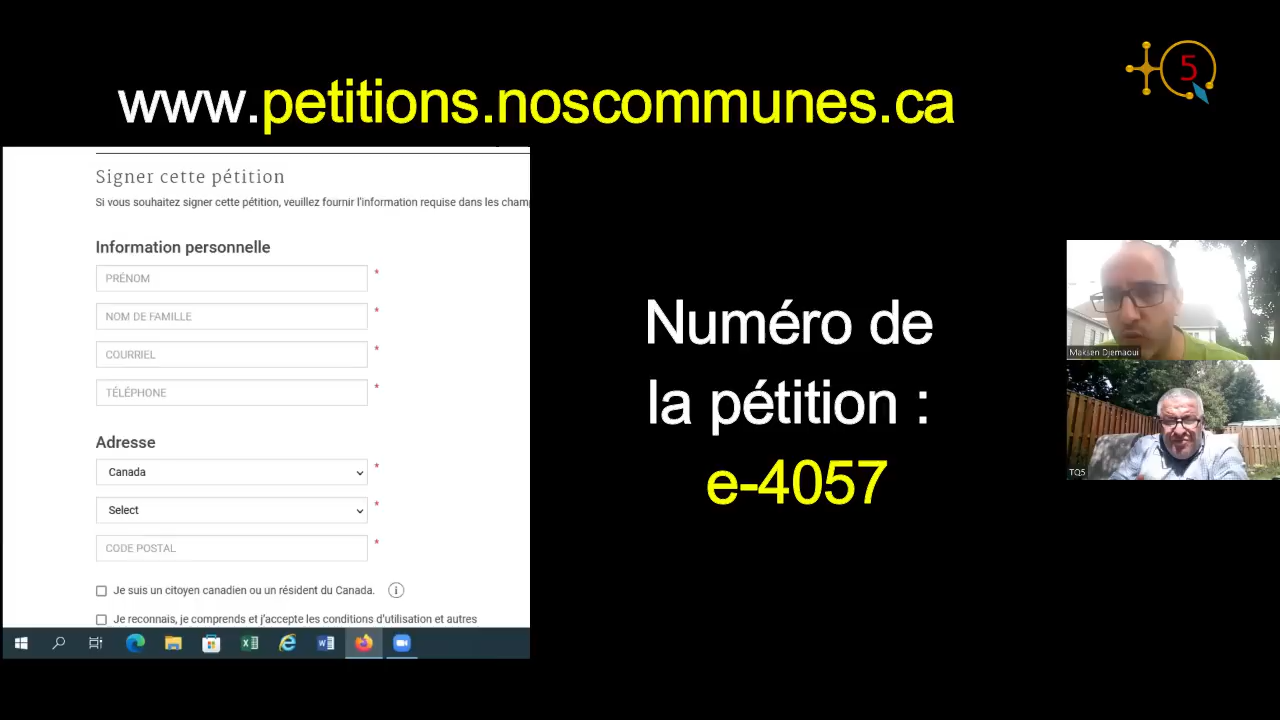 5
www.petitions.noscommunes.ca
Signer cette pétition
Si vous souhaitez signer cette pétition, veuillez fournir l'information requise dans les cham
Information personnelle
PRÉNOM *
NOM DE FAMILLE *
COURRIEL *
TÉLÉPHONE *
Adresse
Canada *
Select *
CODE POSTAL *
Je suis un citoyen canadien ou un résident du Canada. i
Je reconnais, je comprends et j'accepte les conditions d'utilisation et autres
Numéro de
la pétition :
e-4057
Maksen Djemaoui
TQ5